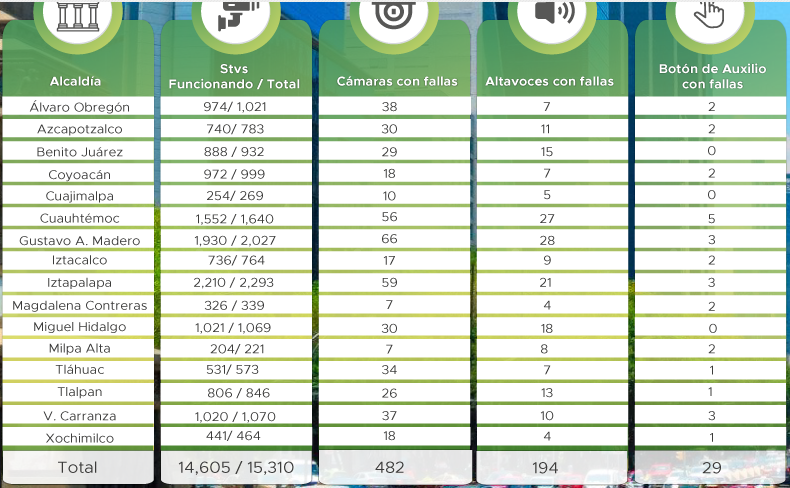 Alcaldía
Stvs
Funcionando / Total
Cámaras con fallas
Altavoces con fallas
Botón de Auxilio
con fallas
Álvaro Obregón 974/ 1,021 38 7 2
Azcapotzalco 740/ 783 30 11 2
Benito Juárez 888 / 932 29 15 0
Coyoacán 972 / 999 18 7 2
Cuajimalpa 254/ 269 10 5 0
Cuauhtémoc 1,552 / 1,640 56 27 5
Gustavo A. Madero 1,930 / 2,027 66 28 3
Iztacalco 736/ 764 17 9 2
Iztapalapa 2,210 / 2,293 59 21 3
Magdalena Contreras 326 / 339 7 4 2
Miguel Hidalgo 1,021 / 1,069 30 18 0
Milpa Alta 204/ 221 7 8 2
Tláhuac 531/ 573 34 7 1
Tlalpan 806 / 846 26 13 1
V. Carranza 1,020 / 1,070 37 10 3
Xochimilco 441/ 464 18 4 1
Total 14,605 / 15,310 482 194 29